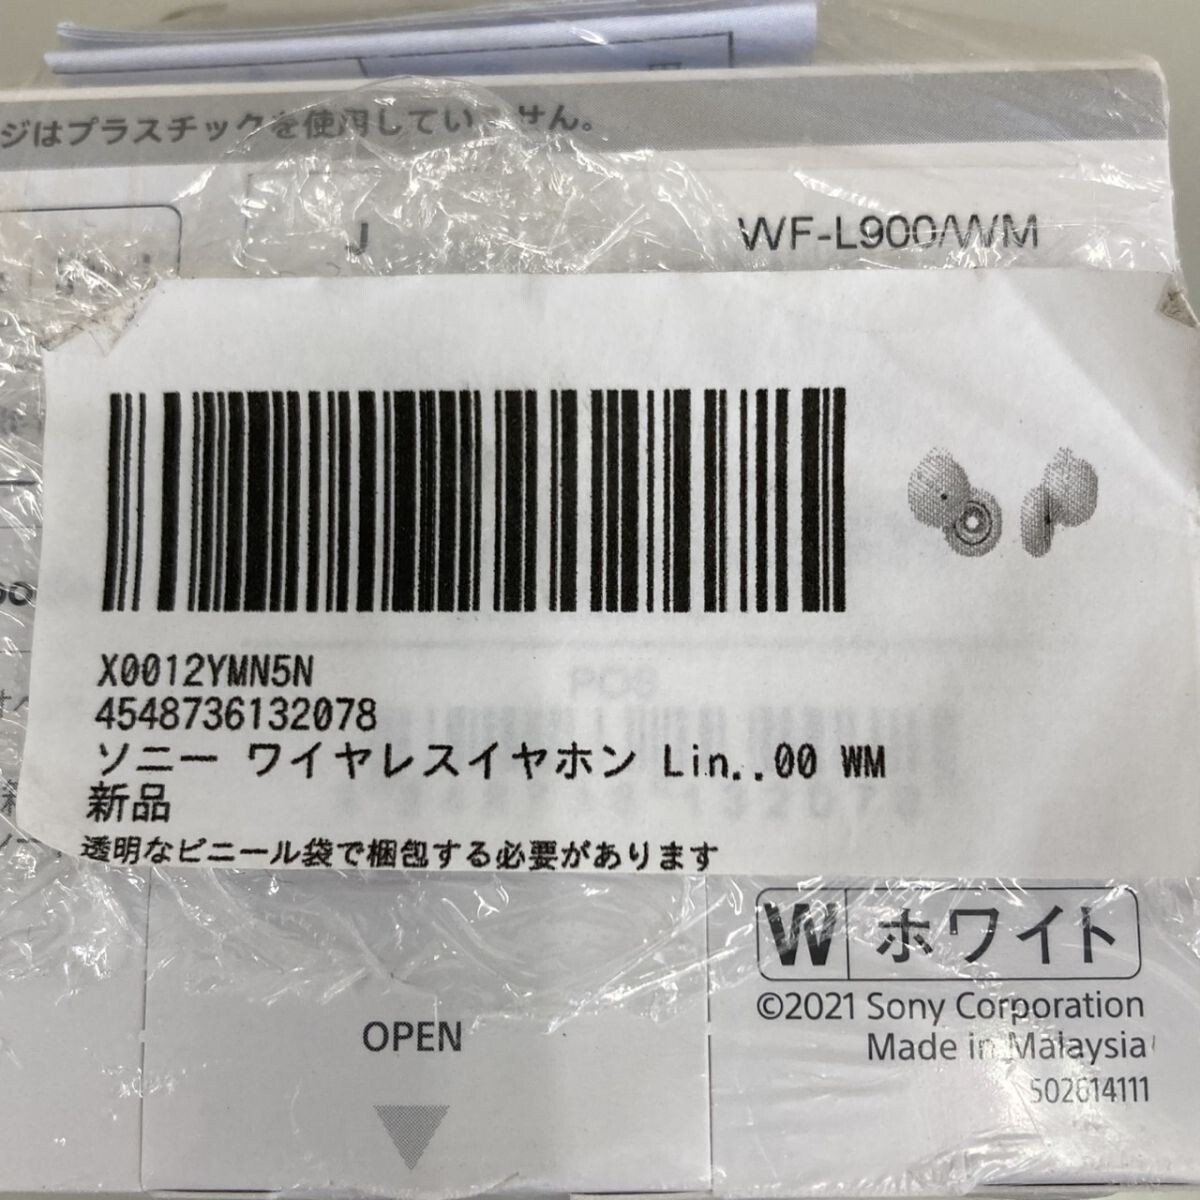 ジはプラスチックを使用してい せん。
J
WF-L900/WM
X0012YMN5N
4548736132078
ソニー ワイヤレスイヤホン Lin...00 WM
新品
透明なビニール袋で梱包する必要があります
POS
W ホワイト
©2021 Sony Corporation
Made in Malaysia
OPEN
502614111